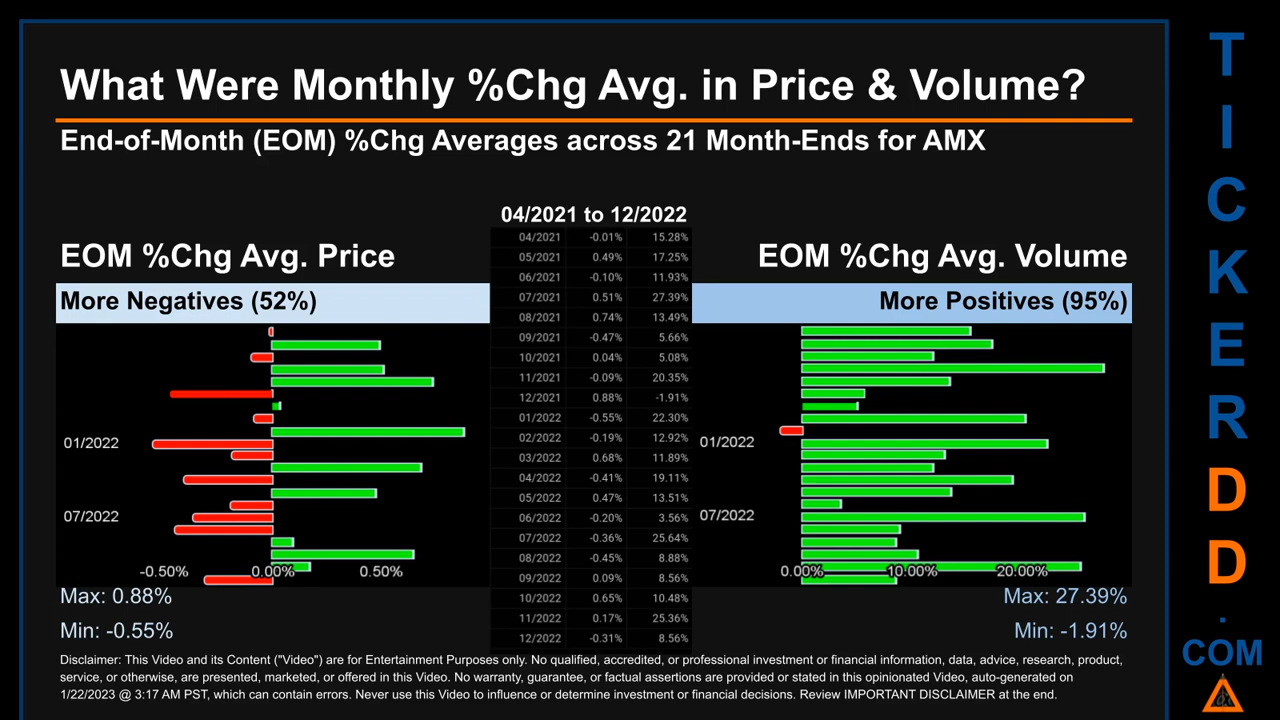 What Were Monthly %Chg Avg. in Price & Volume?
End-of-Month (EOM) %Chg Averages across 21 Month-Ends for AMX
04/2021 to 12/2022
04/2021 -0.01% 15.28%
05/2021 0.49% 17.25%
06/2021 -0.10% 11.93%
07/2021 0.51% 27.39%
08/2021 0.74% 13.49%
09/2021 -0.47% 5.66%
10/2021 0.04% 5.08%
11/2021 -0.09% 20.35%
12/2021 0.88% -1.91%
01/2022 -0.55% 22.30%
02/2022 -0.19% 12.92%
03/2022 0.68% 11.89%
04/2022 -0.41% 19.11%
05/2022 0.47% 13.51%
06/2022 -0.20% 3.56%
07/2022 -0.36% 25.64%
08/2022 -0.45% 8.88%
09/2022 0.09% 8.56%
10/2022 0.65% 10.48%
11/2022 0.17% 25.36%
12/2022 -0.31% 8.56%
EOM %Chg Avg. Price
More Negatives (52%)
01/2022
07/2022
-0.50% 0.00% 0.50%
Max: 0.88%
Min: -0.55%
EOM %Chg Avg. Volume
More Positives (95%)
01/2022
07/2022
0.00% 10.00% 20.00%
Max: 27.39%
Min: -1.91%
Disclaimer: This Video and its Content ("Video") are for Entertainment Purposes only. No qualified, accredited, or professional investment or financial information, data, advice, research, product,
service, or otherwise, are presented, marketed, or offered in this Video. No warranty, guarantee, or factual assertions are provided or stated in this opinionated Video, auto-generated on
1/22/2023 @ 3:17 AM PST, which can contain errors. Never use this Video to influence or determine investment or financial decisions. Review IMPORTANT DISCLAIMER at the end.
T
I
C
K
E
R
D
D
.
COM